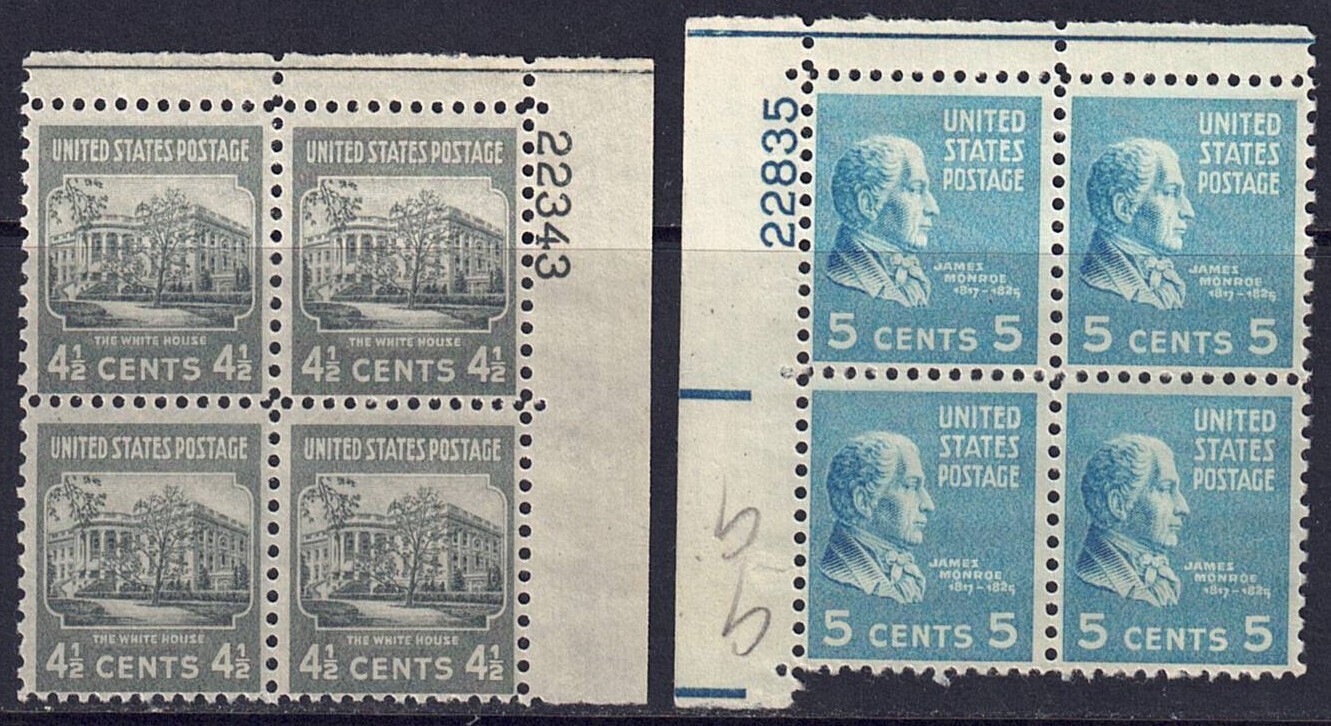 UNITED STATES POSTAGE
THE WHITE HOUSE
4½ CENTS 4½
UNITED STATES POSTAGE
THE WHITE HOUSE
4½ CENTS 4½
UNITED STATES POSTAGE
THE WHITE HOUSE
4½ CENTS 4½
UNITED STATES POSTAGE
THE WHITE HOUSE
4½ CENTS 4½
22343
22835
UNITED
STATES
POSTAGE
JAMES
MONROE
1817-1825
5 CENTS 5
UNITED
STATES
POSTAGE
JAMES
MONROE
1817-1825
5 CENTS 5
UNITED
STATES
POSTAGE
JAMES
MONROE
1817-1825
5 CENTS 5
UNITED
STATES
POSTAGE
JAMES
MONROE
1817-1825
5 CENTS 5